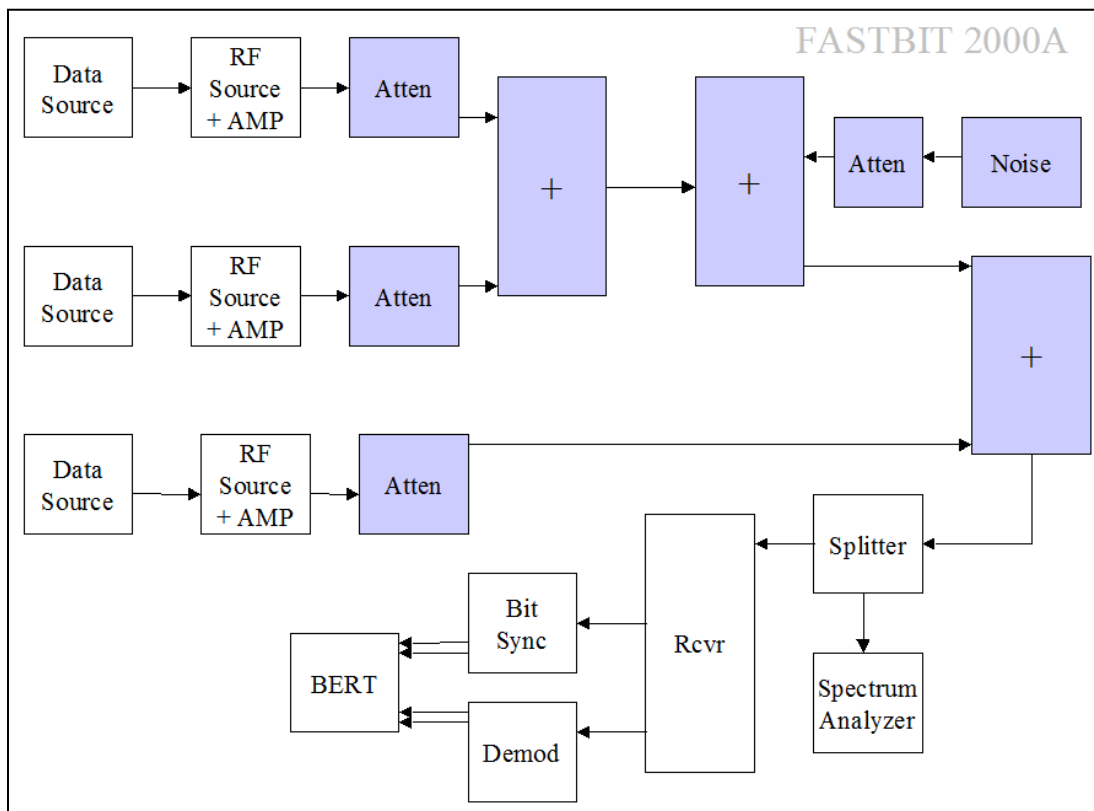 FASTBIT 2000A
Data
Source
RF
Source
+ AMP
Atten
+
+
Atten
Noise
Data
Source
RF
Source
+ AMP
Atten
+
Data
Source
RF
Source
+ AMP
Atten
Splitter
Bit
Sync
Rcvr
BERT
Spectrum
Analyzer
Demod